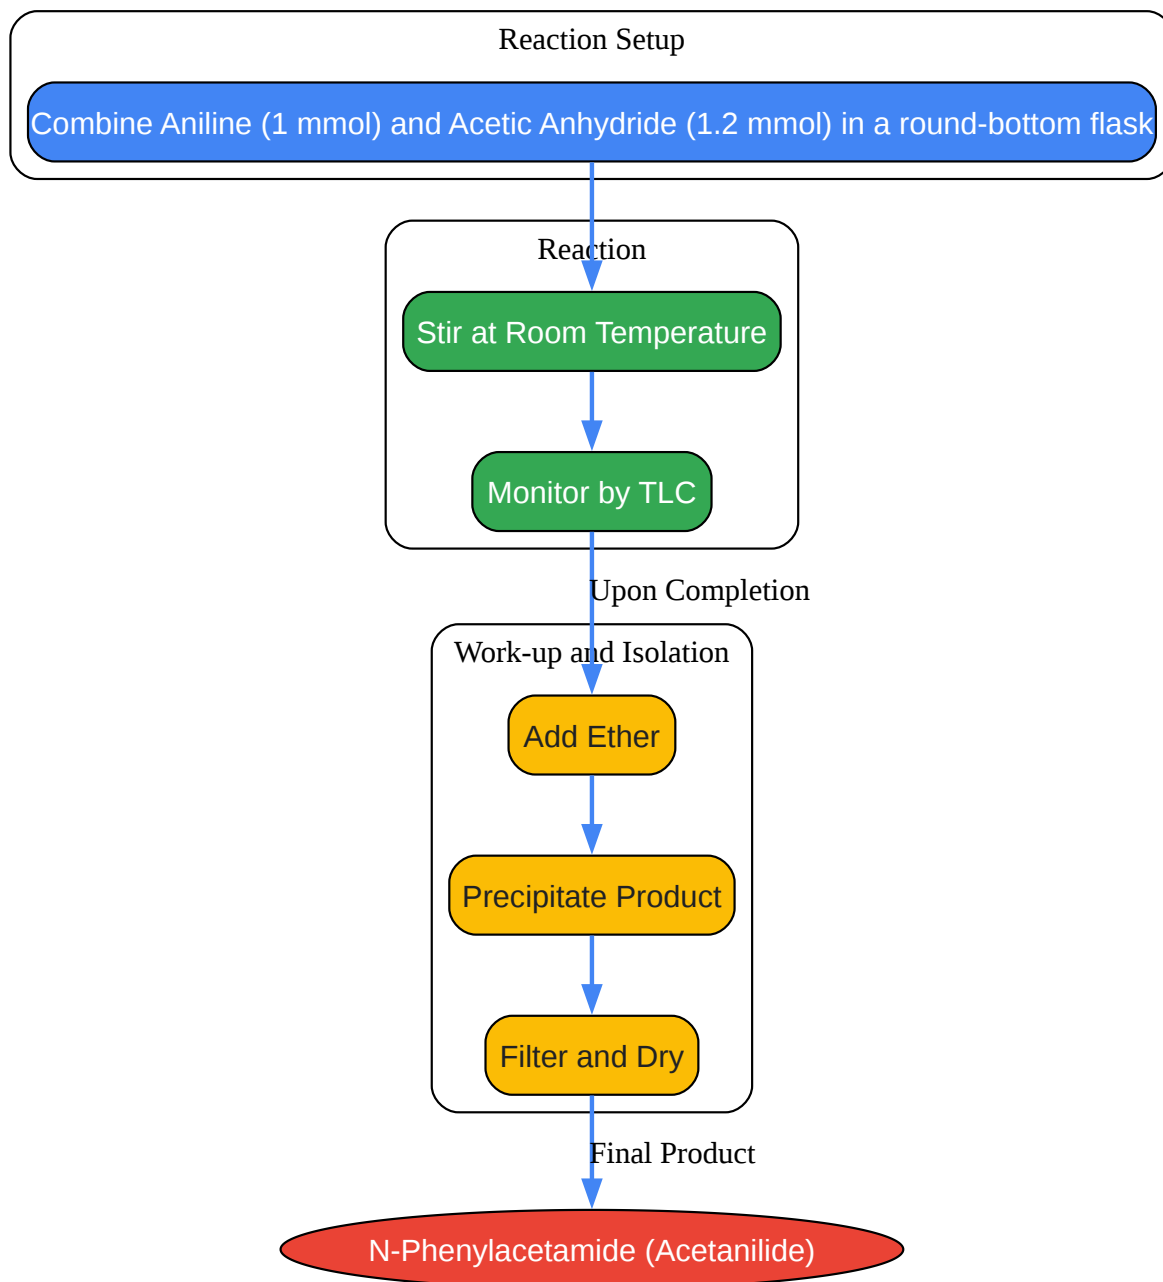 Reaction Setup
Combine Aniline (1 mmol) and Acetic Anhydride (1.2 mmol) in a round-bottom flask
Reaction
Stir at Room Temperature
Monitor by TLC
Upon Completion
Work-up and Isolation
Add Ether
Precipitate Product
Filter and Dry
Final Product
N-Phenylacetamide (Acetanilide)